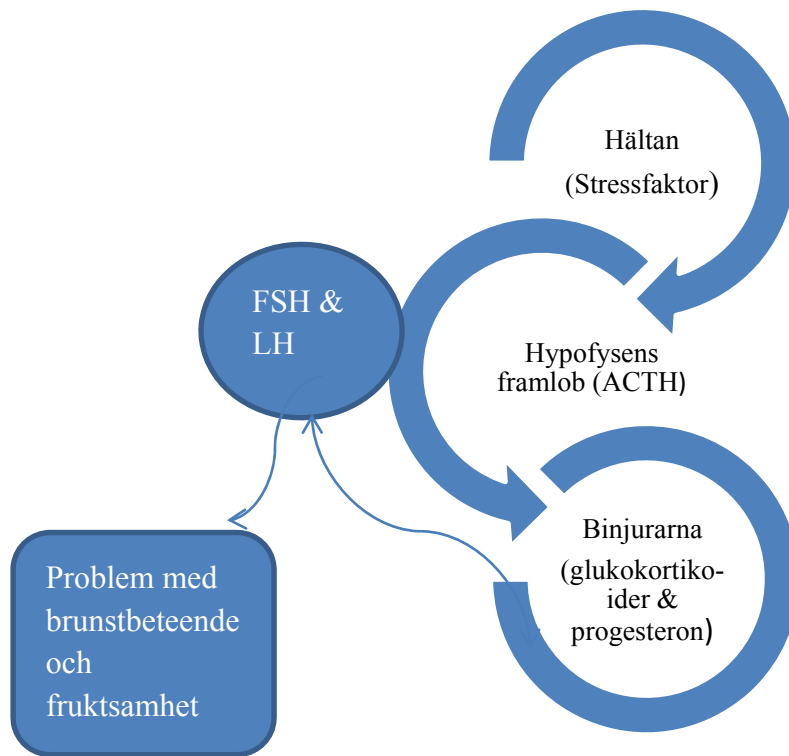 Hältan
(Stressfaktor)
FSH &
LH
Hypofysens
framlob (ACTH)
Binjurarna
(glukokortiko-
ider &
progesteron)
Problem med
brunstbeteende
och
fruktsamhet